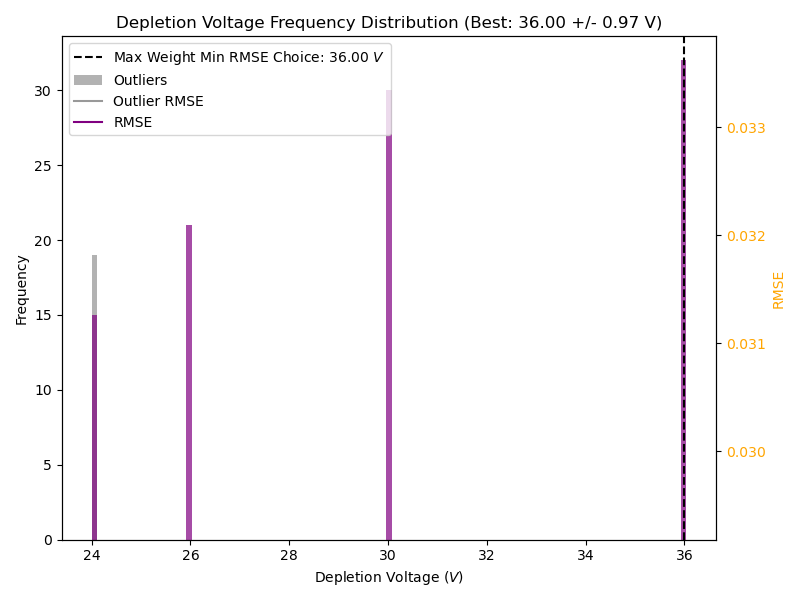 Depletion Voltage Frequency Distribution (Best: 36.00 +/- 0.97 V)
Max Weight Min RMSE Choice: 36.00 V
Outliers
Outlier RMSE
RMSE
30
25
20
15
10
5
0
Frequency
0.033
0.032
0.031
0.030
RMSE
24 26 28 30 32 34 36
Depletion Voltage (V)